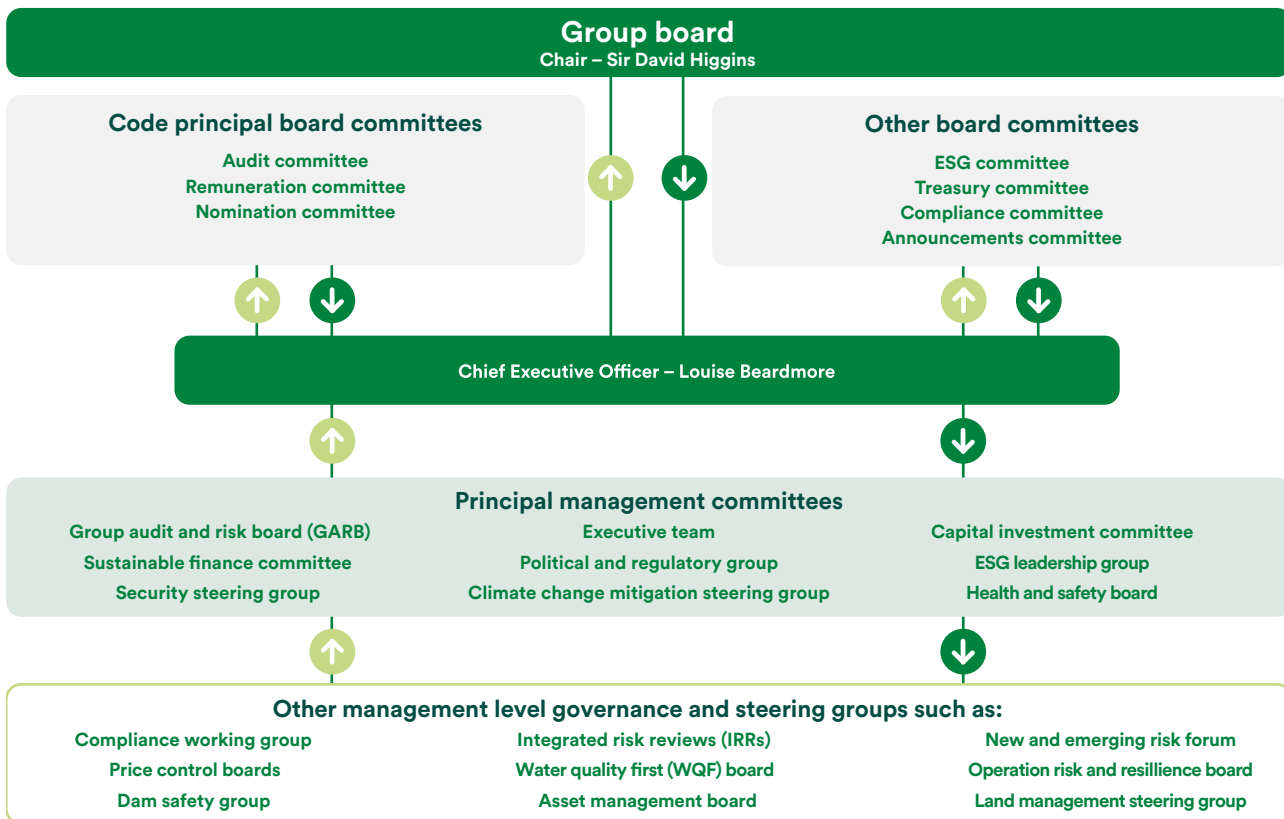 Group board
Chair – Sir David Higgins
Code principal board committees
Audit committee
Remuneration committee
Nomination committee
Other board committees
ESG committee
Treasury committee
Compliance committee
Announcements committee
Chief Executive Officer – Louise Beardmore
Principal management committees
Group audit and risk board (GARB)
Sustainable finance committee
Security steering group
Executive team
Political and regulatory group
Climate change mitigation steering group
Capital investment committee
ESG leadership group
Health and safety board
Other management level governance and steering groups such as:
Compliance working group
Price control boards
Dam safety group
Integrated risk reviews (IRRs)
Water quality first (WQF) board
Asset management board
New and emerging risk forum
Operation risk and resillience board
Land management steering group